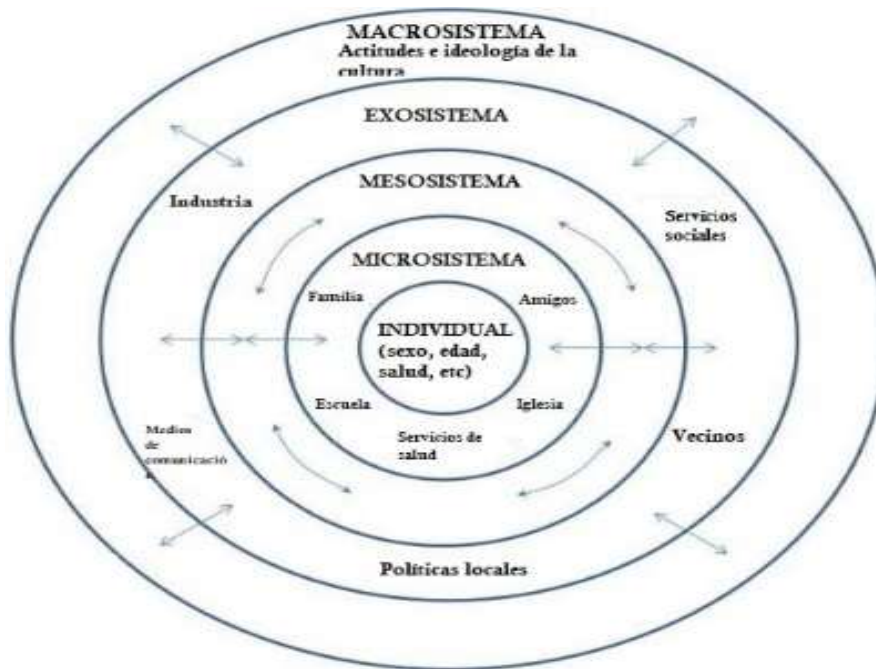 MACROSISTEMA
Actitudes e ideología de la
cultura
EXOSISTEMA
MESOSISTEMA
Industria
Servicios
sociales
MICROSISTEMA
Familia
Amigos
INDIVIDUAL
(sexo, edad,
salud, etc)
Escuela
Iglesia
Servicios de
salud
Medios
de
comunicació
Vecinos
Políticas locales